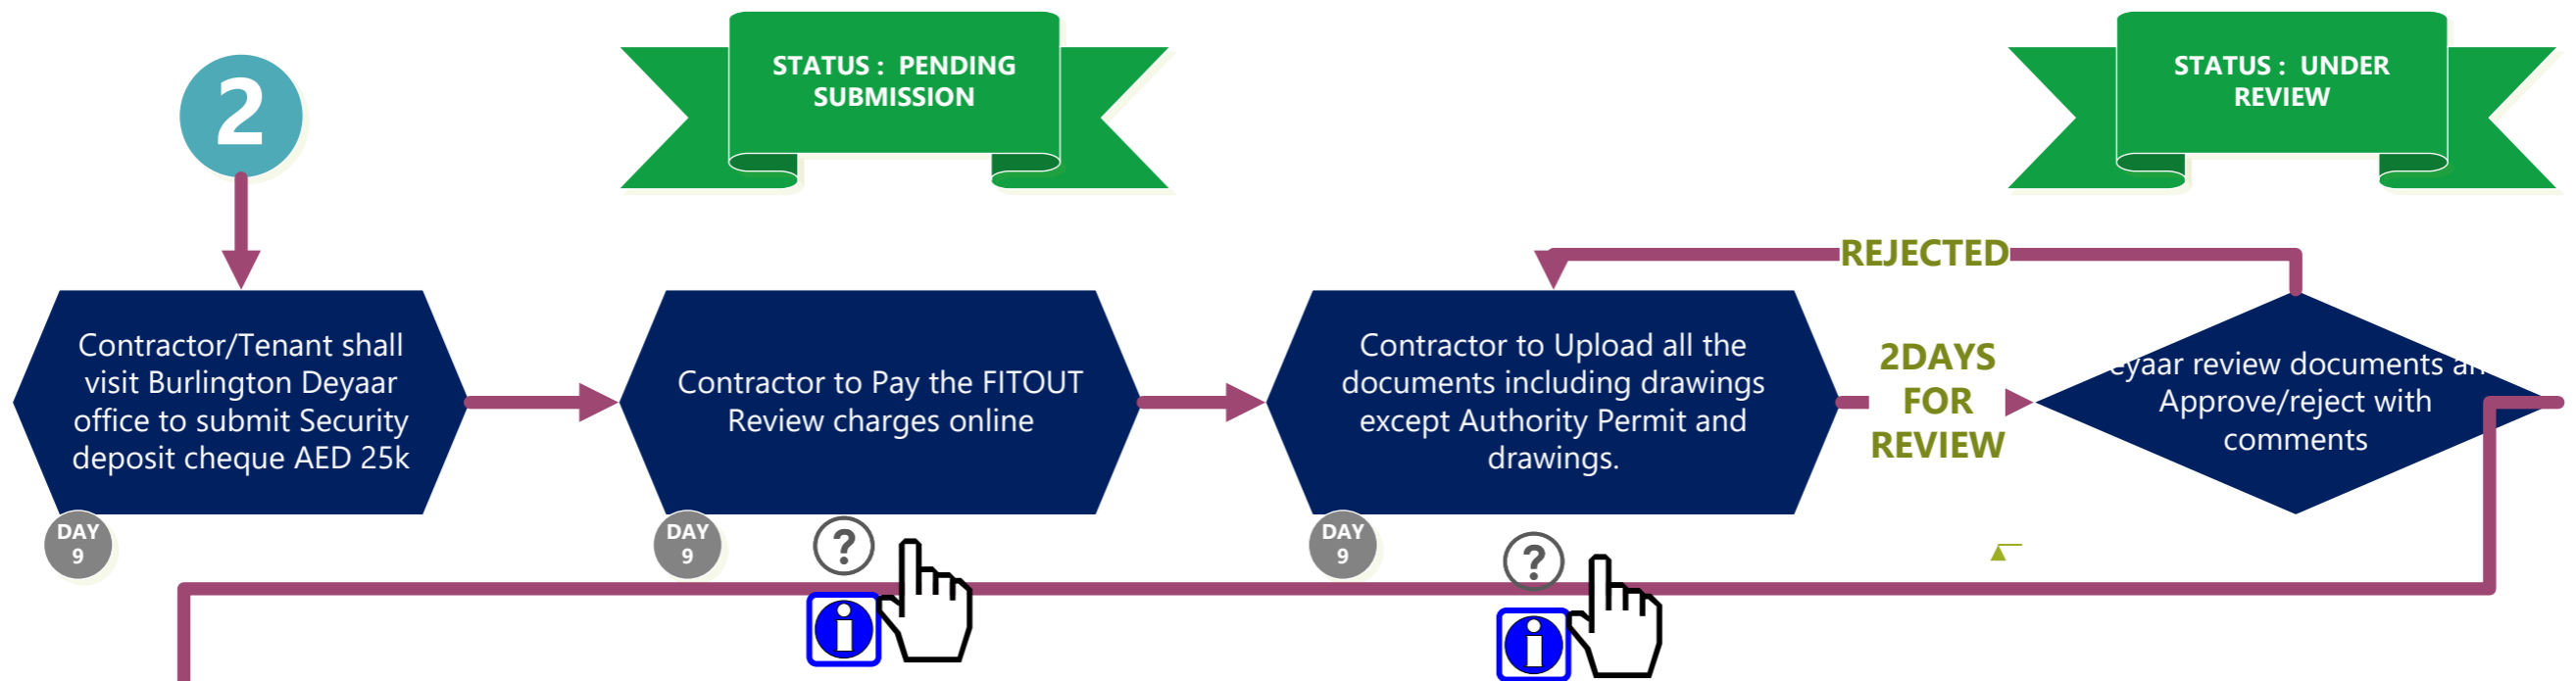 2
STATUS : PENDING
SUBMISSION
STATUS : UNDER
REVIEW
REJECTED
Contractor/Tenant shall
visit Burlington Deyaar
office to submit Security
deposit cheque AED 25k
Contractor to Pay the FITOUT
Review charges online
Contractor to Upload all the
documents including drawings
except Authority Permit and
drawings.
2DAYS
FOR
REVIEW
eyaar review documents an
Approve/reject with
comments
DAY
9
DAY
9
?
i
DAY
9
?
i